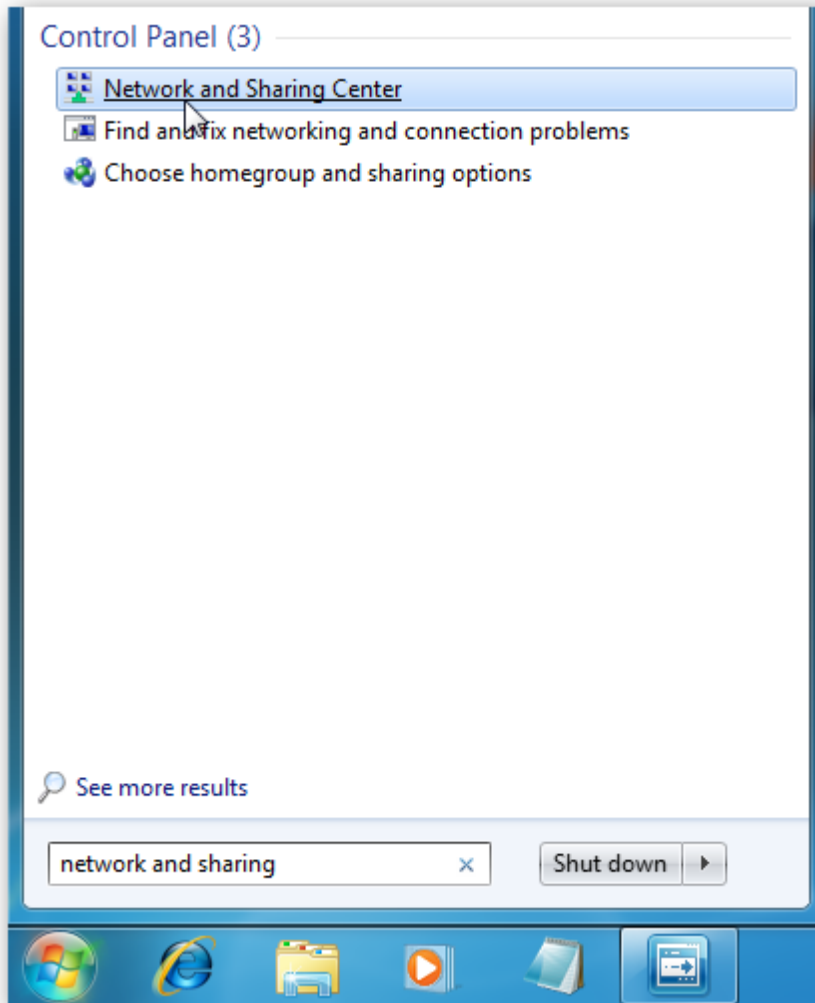 Control Panel (3)
Network and Sharing Center
Find and fix networking and connection problems
Choose homegroup and sharing options
See more results
network and sharing
Shut down